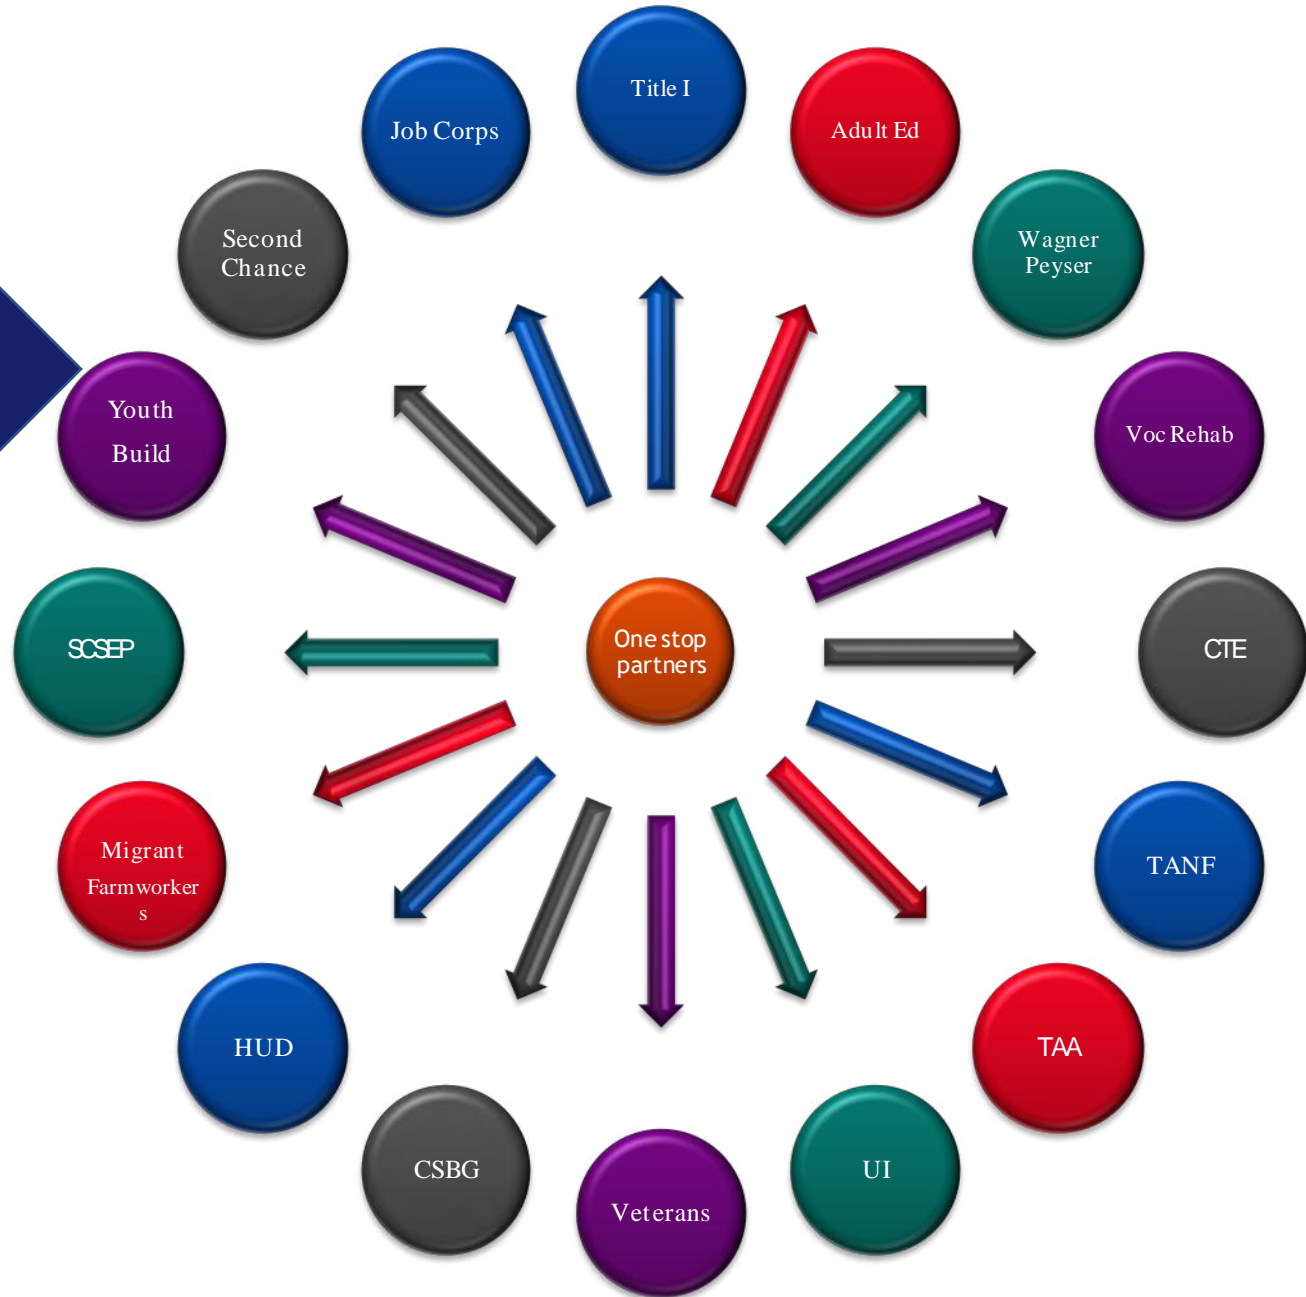 Title I
Adult Ed
Wagner
Peyser
Voc Rehab
CTE
TANF
TAA
UI
Veterans
CSBG
HUD
Migrant
Farmworker
s
SCSEP
Youth
Build
Second
Chance
Job Corps
One stop
partners